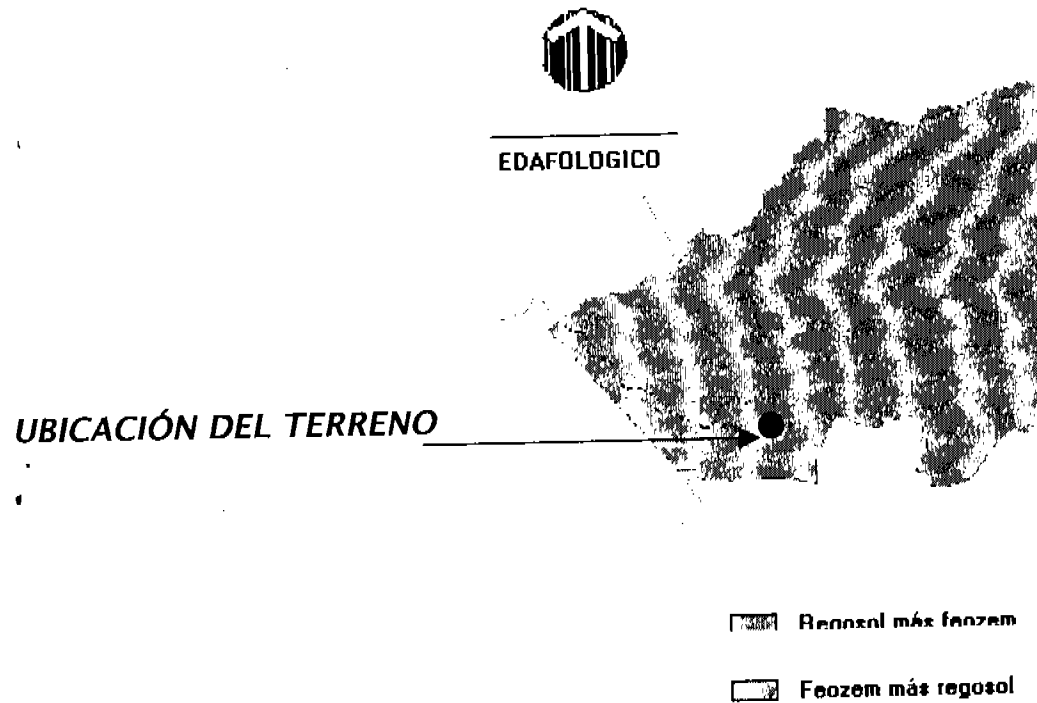 EDAFOLOGICO
UBICACIÓN DEL TERRENO
Regosol más feozem
Feozem más regosol